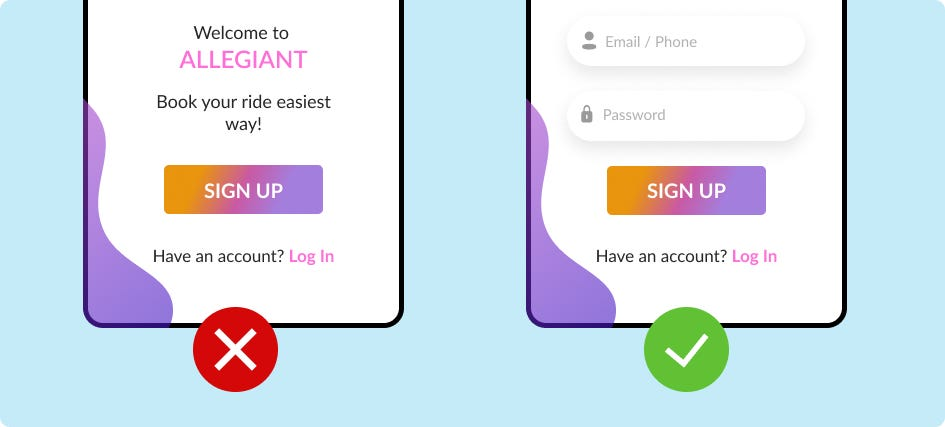 Welcome to
ALLEGIANT
Book your ride easiest
way!
SIGN UP
Have an account? Log In
Email / Phone
Password
SIGN UP
Have an account? Log In